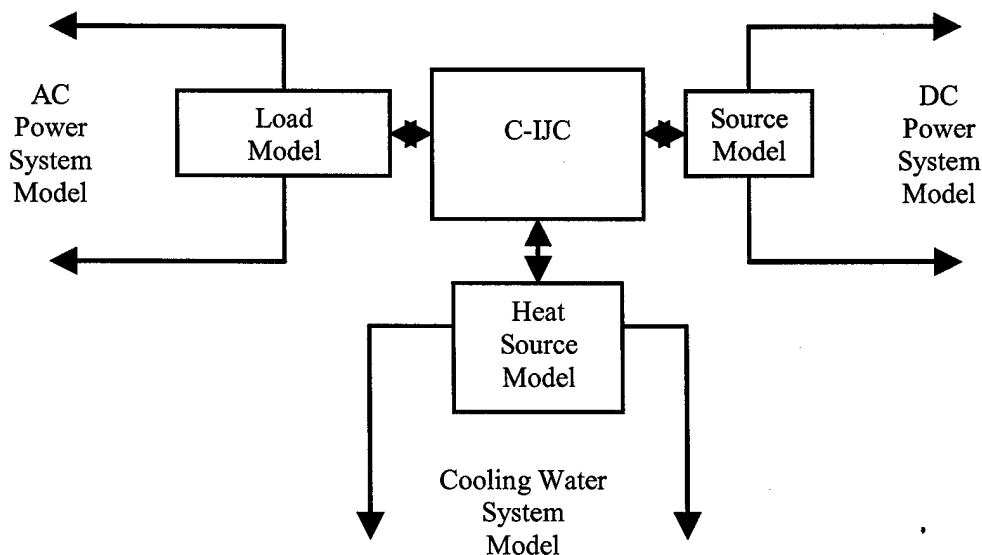 AC
Power
System
Model
Load
Model
C-IJC
Source
Model
DC
Power
System
Model
Heat
Source
Model
Cooling Water
System
Model